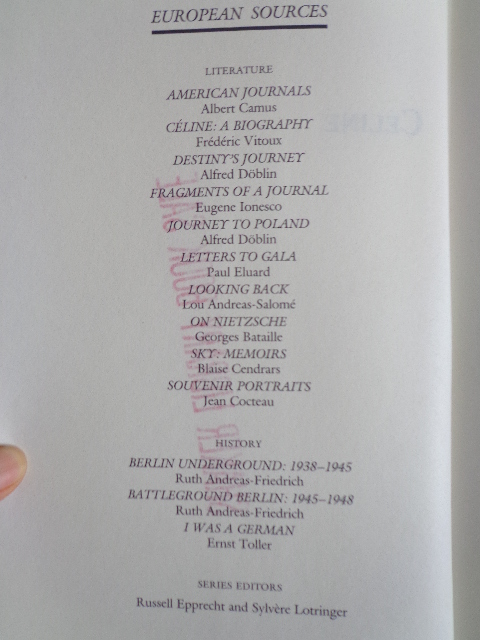 EUROPEAN SOURCES
LITERATURE
AMERICAN JOURNALS
Albert Camus
CÉLINE: A BIOGRAPHY
Frédéric Vitoux
DESTINY'S JOURNEY
Alfred Döblin
FRAGMENTS OF A JOURNAL
Eugene Ionesco
JOURNEY TO POLAND
Alfred Döblin
LETTERS TO GALA
Paul Eluard
LOOKING BACK
Lou Andreas-Salomé
ON NIETZSCHE
Georges Bataille
SKY: MEMOIRS
Blaise Cendrars
SOUVENIR PORTRAITS
Jean Cocteau
HISTORY
BERLIN UNDERGROUND: 1938–1945
Ruth Andreas-Friedrich
BATTLEGROUND BERLIN: 1945–1948
Ruth Andreas-Friedrich
I WAS A GERMAN
Ernst Toller
SERIES EDITORS
Russell Epprecht and Sylvère Lotringer